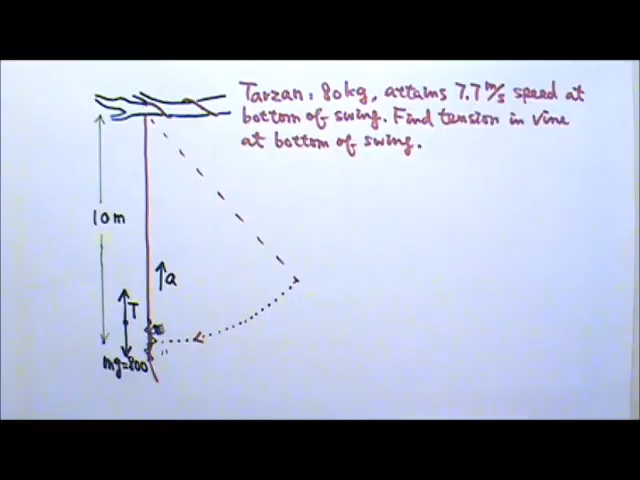 Tarzan, 80kg, attains 7.7 m/s speed at
bottom of swing. Find tension in vine
at bottom of swing.
10m
a
T
mg=800